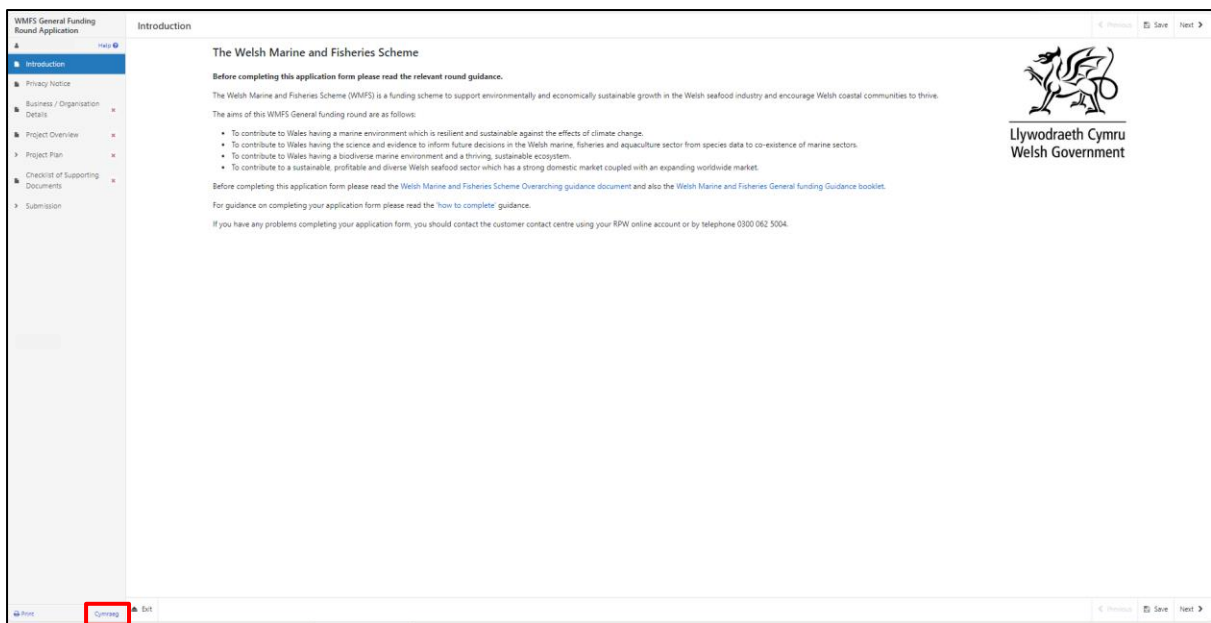 WMFS General Funding
Round Application
Help
Introduction
Privacy Notice
Business / Organisation
Details
Project Overview
Project Plan
Checklist of Supporting
Documents
Submission
Print
Cymraeg
Introduction
Previous
Save
Next
The Welsh Marine and Fisheries Scheme
Before completing this application form please read the relevant round guidance.
The Welsh Marine and Fisheries Scheme (WMFS) is a funding scheme to support environmentally and economically sustainable growth in the Welsh seafood industry and encourage Welsh coastal communities to thrive.
The aims of this WMFS General funding round are as follows:
• To contribute to Wales having a marine environment which is resilient and sustainable against the effects of climate change.
• To contribute to Wales having the science and evidence to inform future decisions in the Welsh marine, fisheries and aquaculture sector from species data to co-existence of marine sectors.
• To contribute to Wales having a biodiverse marine environment and a thriving, sustainable ecosystem.
• To contribute to a sustainable, profitable and diverse Welsh seafood sector which has a strong domestic market coupled with an expanding worldwide market.
Before completing this application form please read the Welsh Marine and Fisheries Scheme Overarching guidance document and also the Welsh Marine and Fisheries General funding Guidance booklet.
For guidance on completing your application form please read the 'how to complete' guidance.
If you have any problems completing your application form, you should contact the customer contact centre using your RPW online account or by telephone 0300 062 5004.
Llywodraeth Cymru
Welsh Government
Exit
Previous
Save
Next